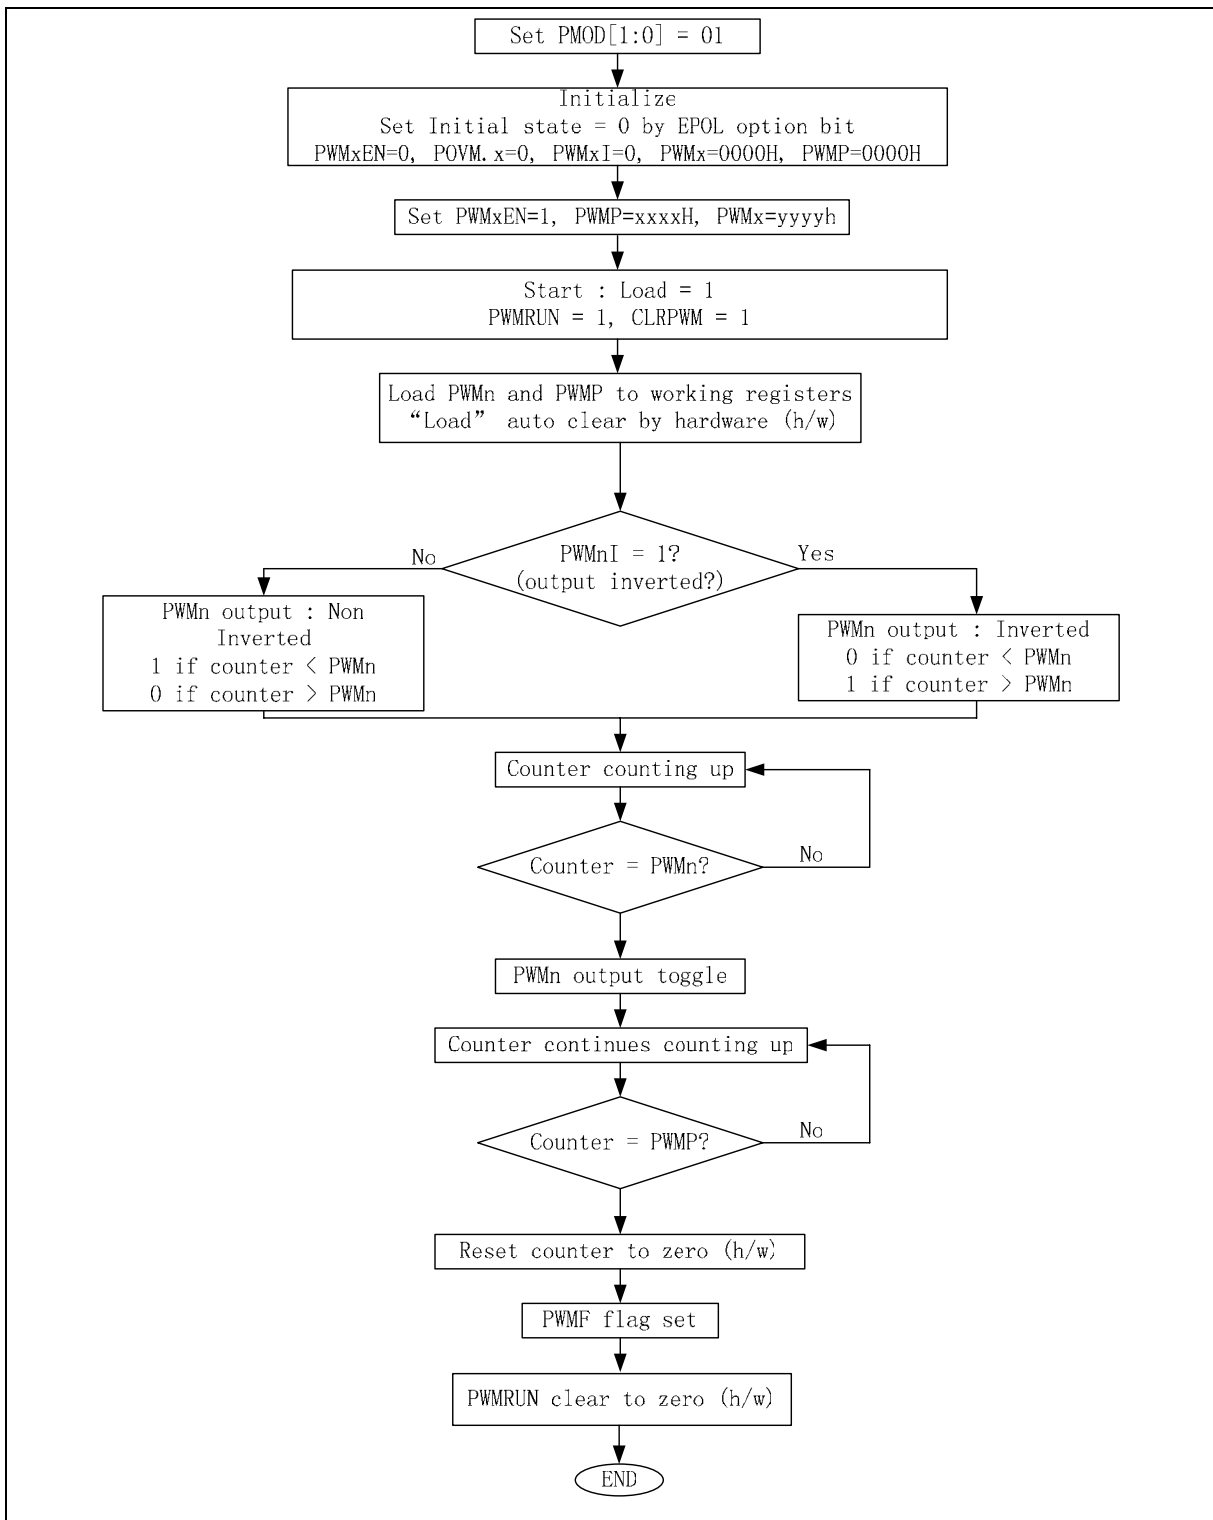 Set PMOD[1:0] = 01
Initialize
Set Initial state = 0 by EPOL option bit
PWMxEN=0, POVM.x=0, PWMxI=0, PWMx=0000H, PWMP=0000H
Set PWMxEN=1, PWMP=xxxxH, PWMx=yyyyh
Start : Load = 1
PWMRUN = 1, CLRPWM = 1
Load PWMn and PWMP to working registers
“Load” auto clear by hardware (h/w)
PWMnI = 1?
(output inverted?)
No
Yes
PWMn output : Non
Inverted
1 if counter < PWMn
0 if counter > PWMn
PWMn output : Inverted
0 if counter < PWMn
1 if counter > PWMn
Counter counting up
Counter = PWMn?
No
PWMn output toggle
Counter continues counting up
Counter = PWMP?
No
Reset counter to zero (h/w)
PWMF flag set
PWMRUN clear to zero (h/w)
END